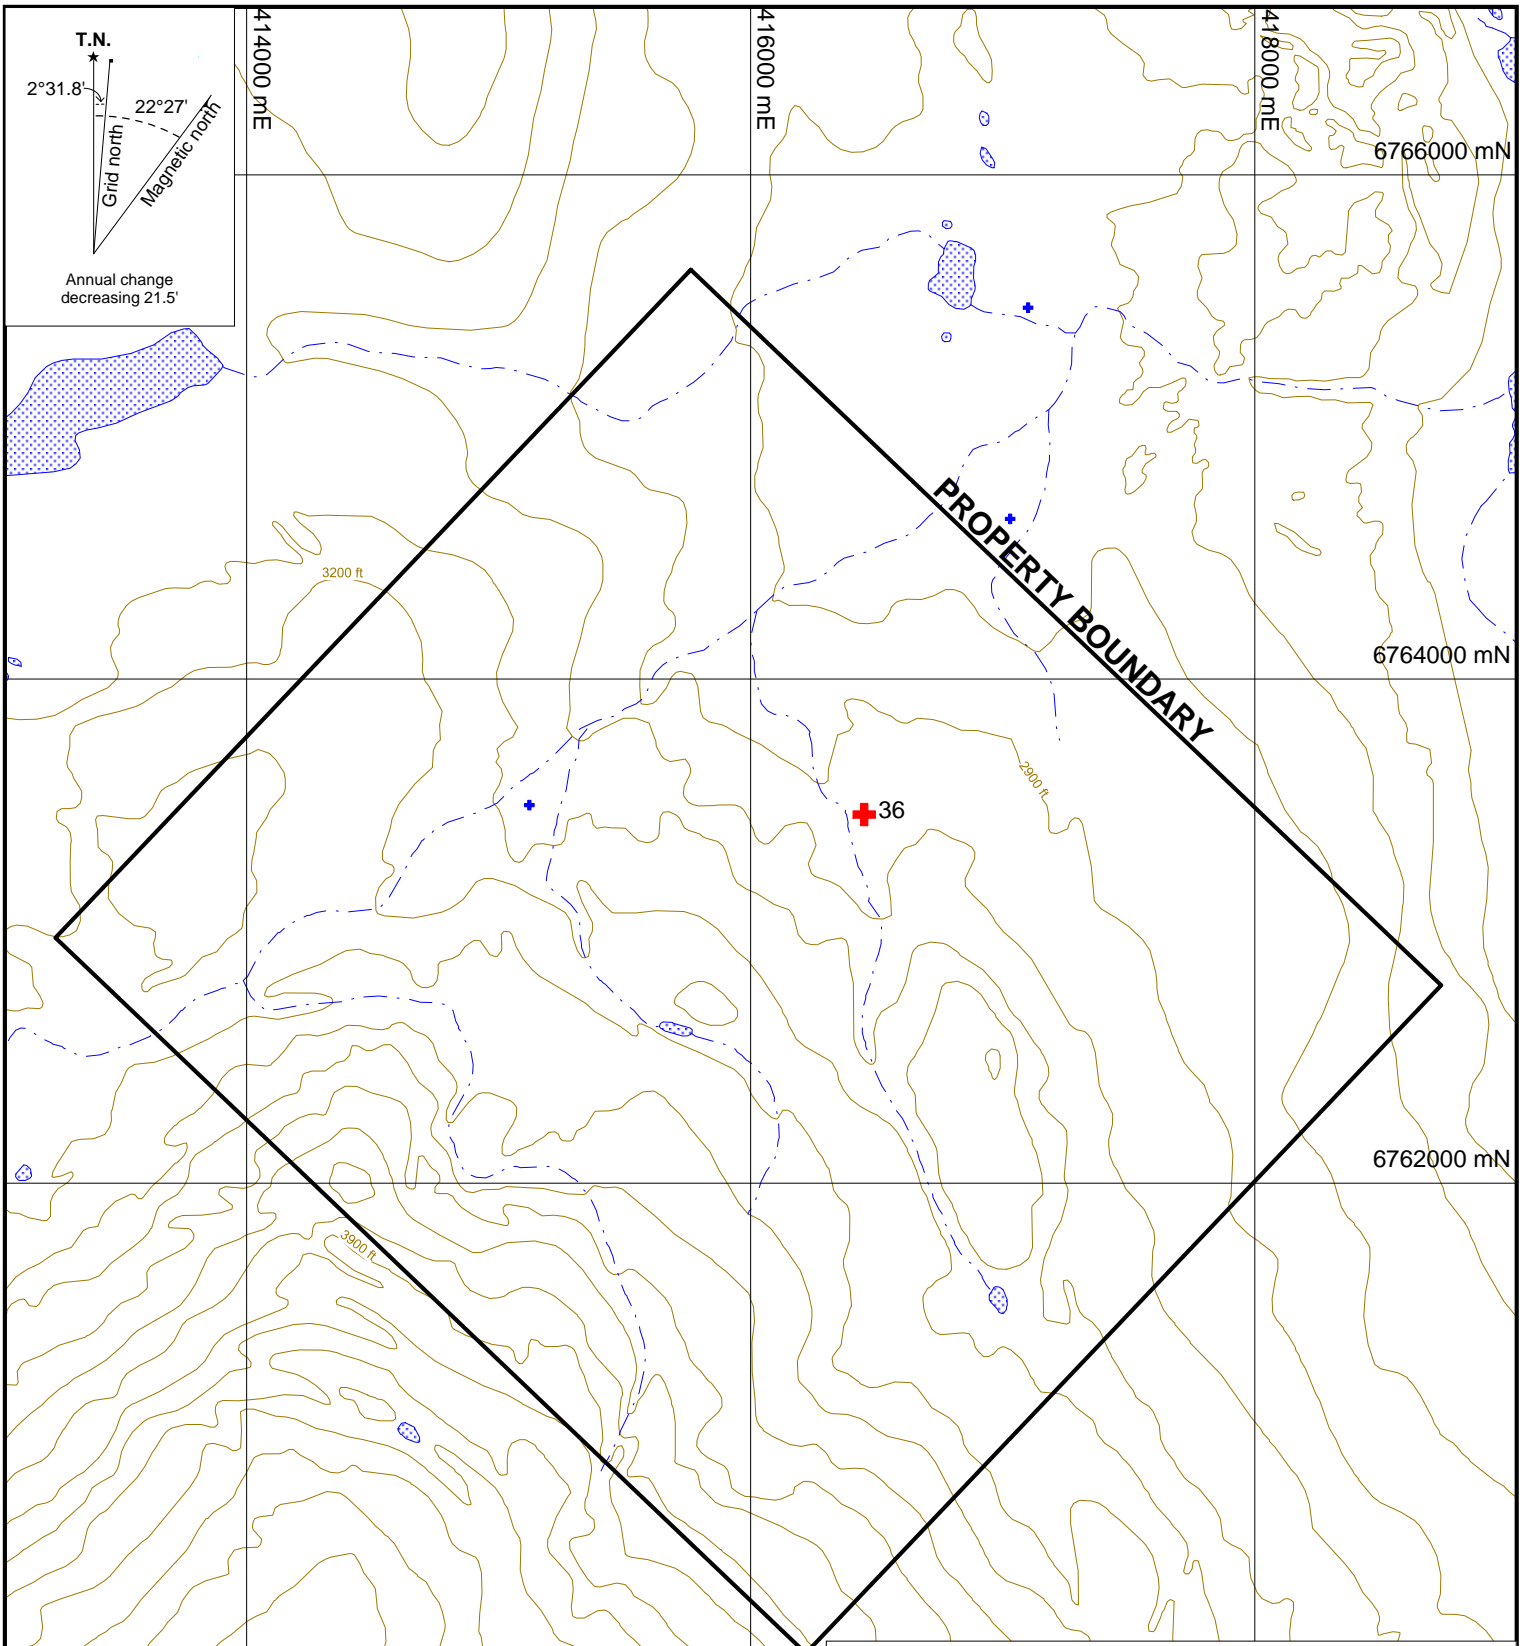 T.N.
2°31.8'
22°27'
Grid north
Magnetic north
Annual change
decreasing 21.5'
414000 mE
416000 mE
418000 mE
6766000 mN
PROPERTY BOUNDARY
3200 ft
6764000 mN
2900 ft
36
6762000 mN
3900 ft